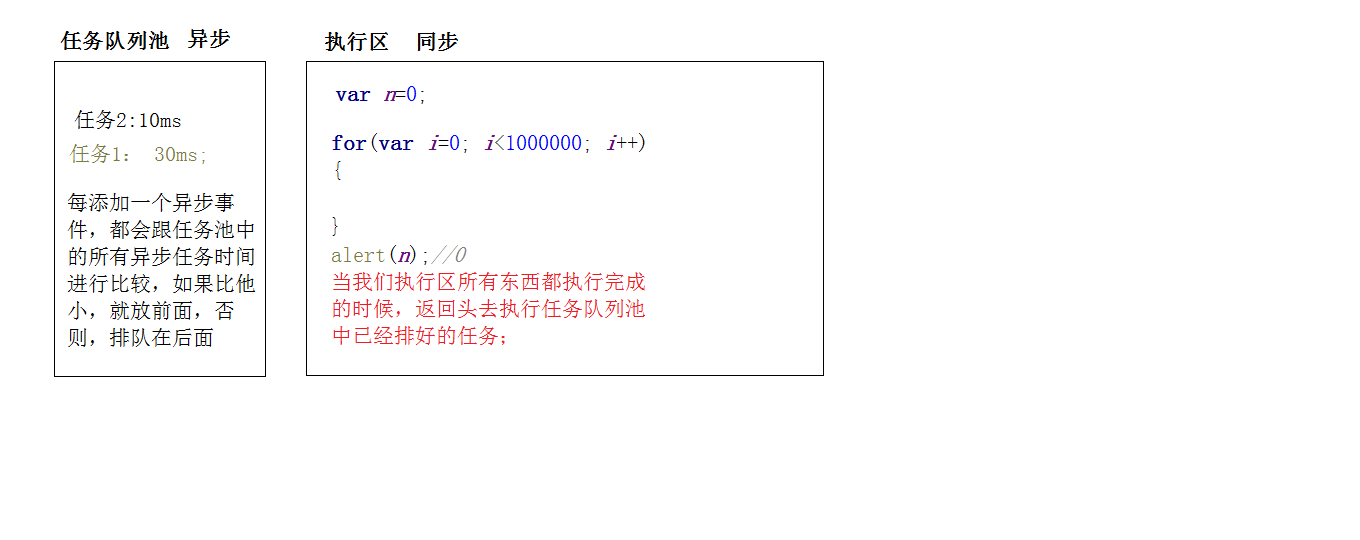 任务队列池 异步
任务2:10ms
任务1: 30ms;
每添加一个异步事
件，都会跟任务池中
的所有异步任务时间
进行比较，如果比他
小，就放前面，否
则，排队在后面
执行区 同步
var n=0;
for(var i=0; i<1000000; i++)
{
}
alert(n);//0
当我们执行区所有东西都执行完成
的时候，返回头去执行任务队列池
中已经排好的任务;